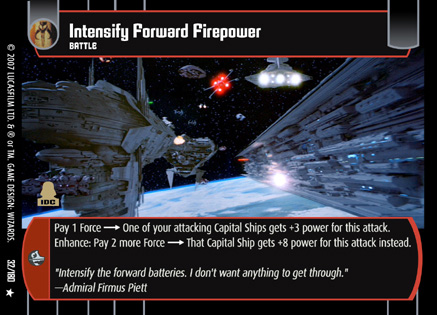 Intensify Forward Firepower
BATTLE
© 2007 LUCASFILM LTD. & ® or TM. GAME DESIGN: WIZARDS.
IDC
Pay 1 Force → One of your attacking Capital Ships gets +3 power for this attack.
Enhance: Pay 2 more Force → That Capital Ship gets +8 power for this attack instead.
"Intensify the forward batteries. I don't want anything to get through."
—Admiral Firmus Piett
32/180 ★